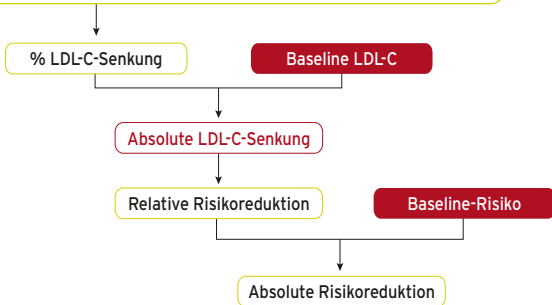 % LDL-C-Senkung
Baseline LDL-C
Absolute LDL-C-Senkung
Relative Risikoreduktion
Baseline-Risiko
Absolute Risikoreduktion